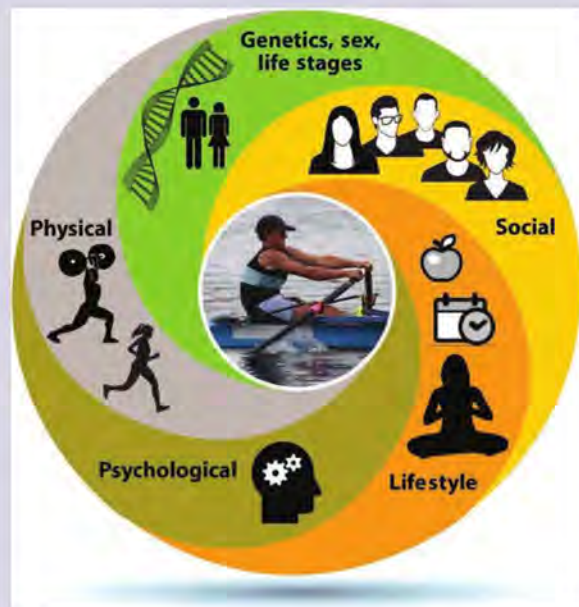 Genetics, sex,
life stages
Physical
Social
Psychological
Lifestyle